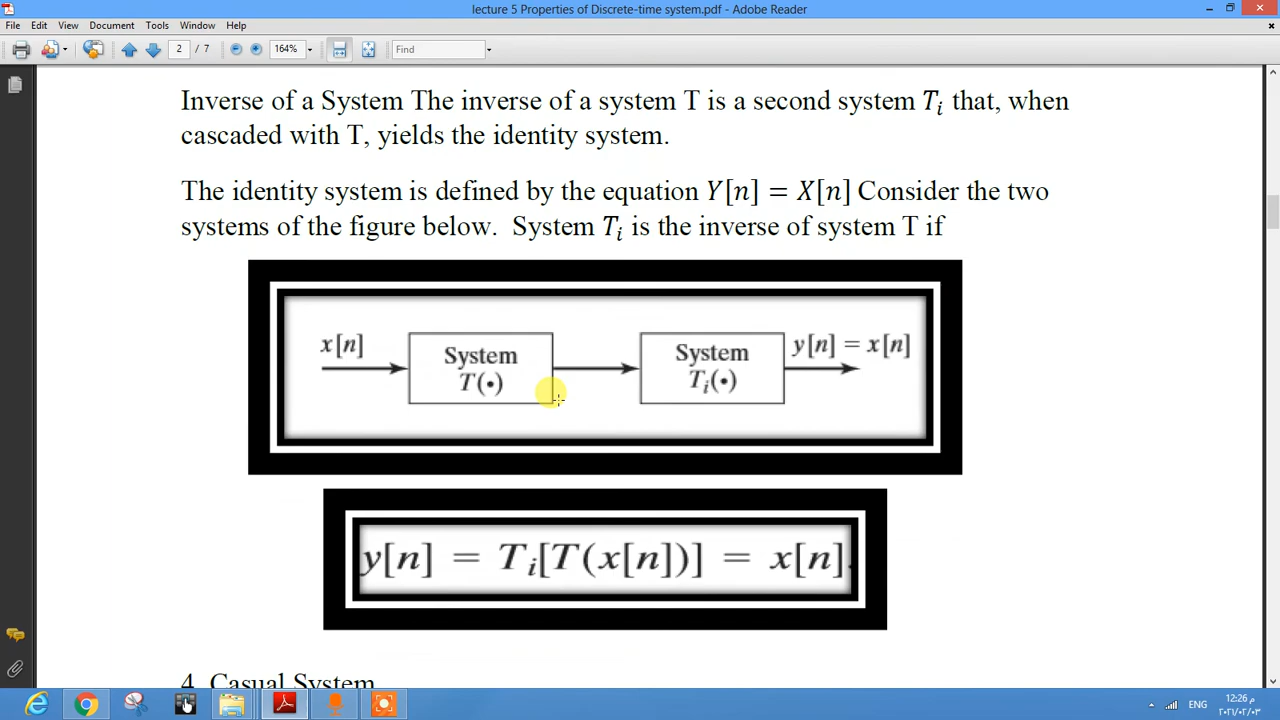 lecture 5 Properties of Discrete-time system.pdf - Adobe Reader
File Edit View Document Tools Window Help
2 / 7 164% Find
Inverse of a System The inverse of a system T is a second system Tᵢ that, when
cascaded with T, yields the identity system.
The identity system is defined by the equation Y[n] = X[n] Consider the two
systems of the figure below. System Tᵢ is the inverse of system T if
x[n]
System
T(•)
System
Tᵢ(•)
y[n] = x[n]
y[n] = Tᵢ[T(x[n])] = x[n].
4 Casual System
ENG
12:26 م
٢٠٢١/٠٢/٠٣